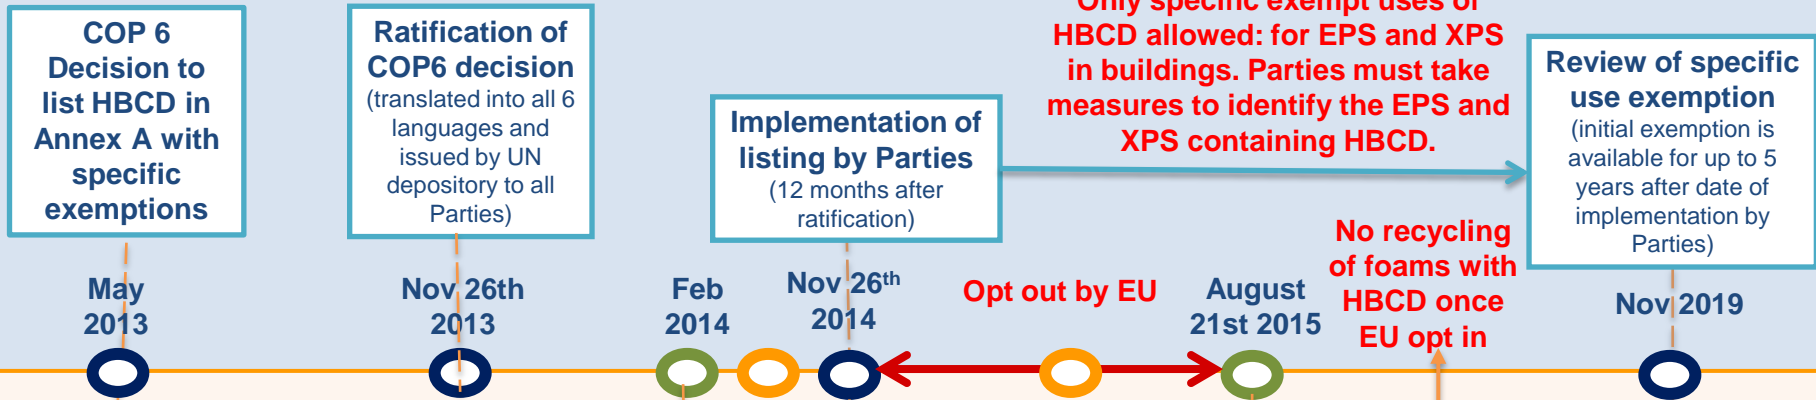 COP 6
Decision to
list HBCD in
Annex A with
specific
exemptions
May
2013
Ratification of
COP6 decision
(translated into all 6
languages and
issued by UN
depository to all
Parties)
Nov 26th
2013
Feb
2014
Implementation of
listing by Parties
(12 months after
ratification)
Nov 26th
2014
Opt out by EU
Only specific exempt uses of
HBCD allowed: for EPS and XPS
in buildings. Parties must take
measures to identify the EPS and
XPS containing HBCD.
August
21st 2015
No recycling
of foams with
HBCD once
EU opt in
Review of specific
use exemption
(initial exemption is
available for up to 5
years after date of
implementation by
Parties)
Nov 2019